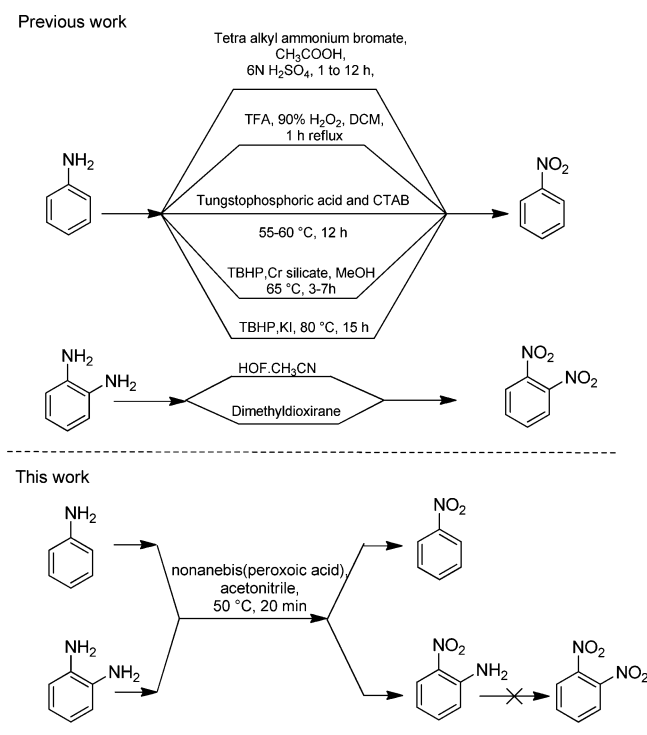 Previous work
Tetra alkyl ammonium bromate,
CH₃COOH,
6N H₂SO₄, 1 to 12 h,
TFA, 90% H₂O₂, DCM,
1 h reflux
NH₂
NO₂
Tungstophosphoric acid and CTAB
55-60 °C, 12 h
TBHP,Cr silicate, MeOH
65 °C, 3-7h
TBHP,KI, 80 °C, 15 h
NH₂
NH₂
HOF.CH₃CN
Dimethyldioxirane
NO₂
NO₂
This work
NH₂
NO₂
nonanebis(peroxoic acid),
acetonitrile,
50 °C, 20 min
NH₂
NH₂
NO₂
NH₂
NO₂
NO₂